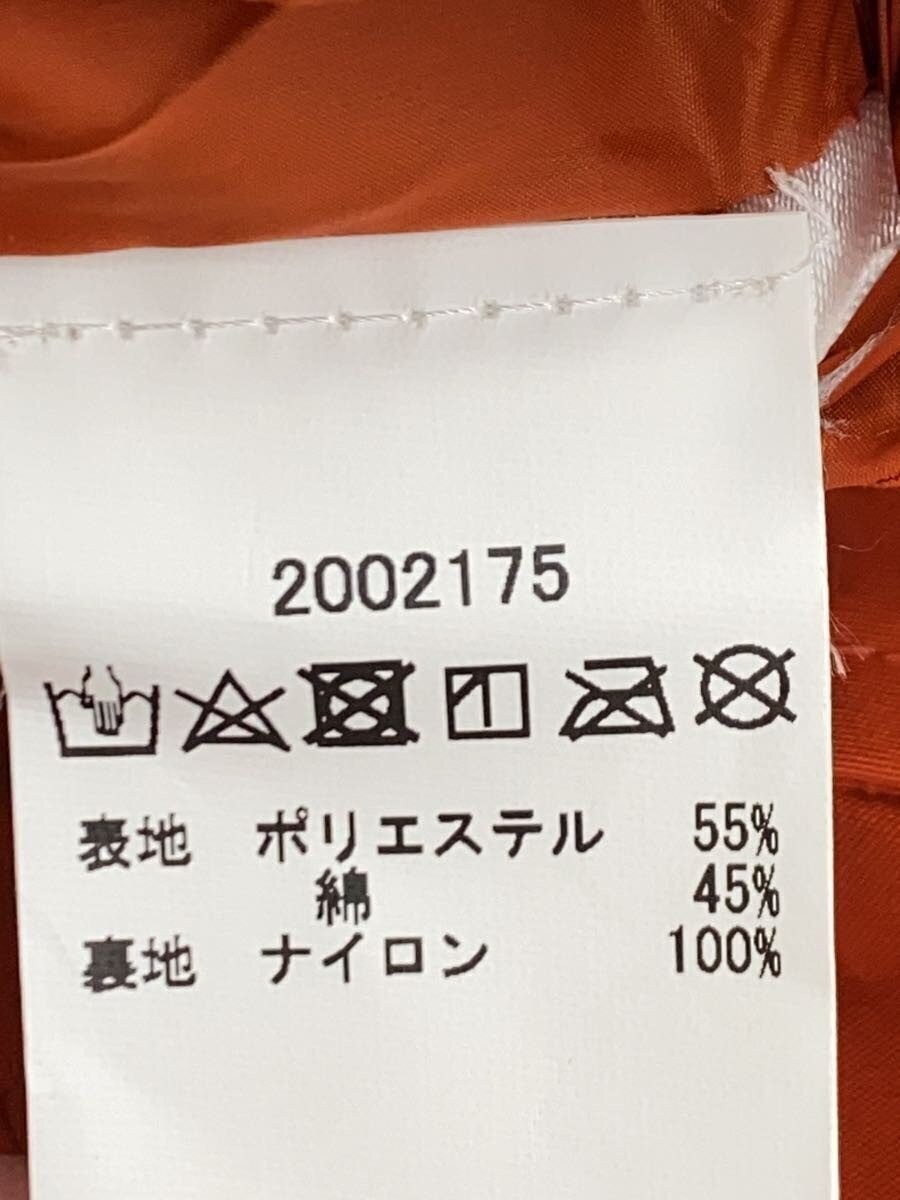 2002175
表地 ポリエステル 55%
綿 45%
裏地 ナイロン 100%